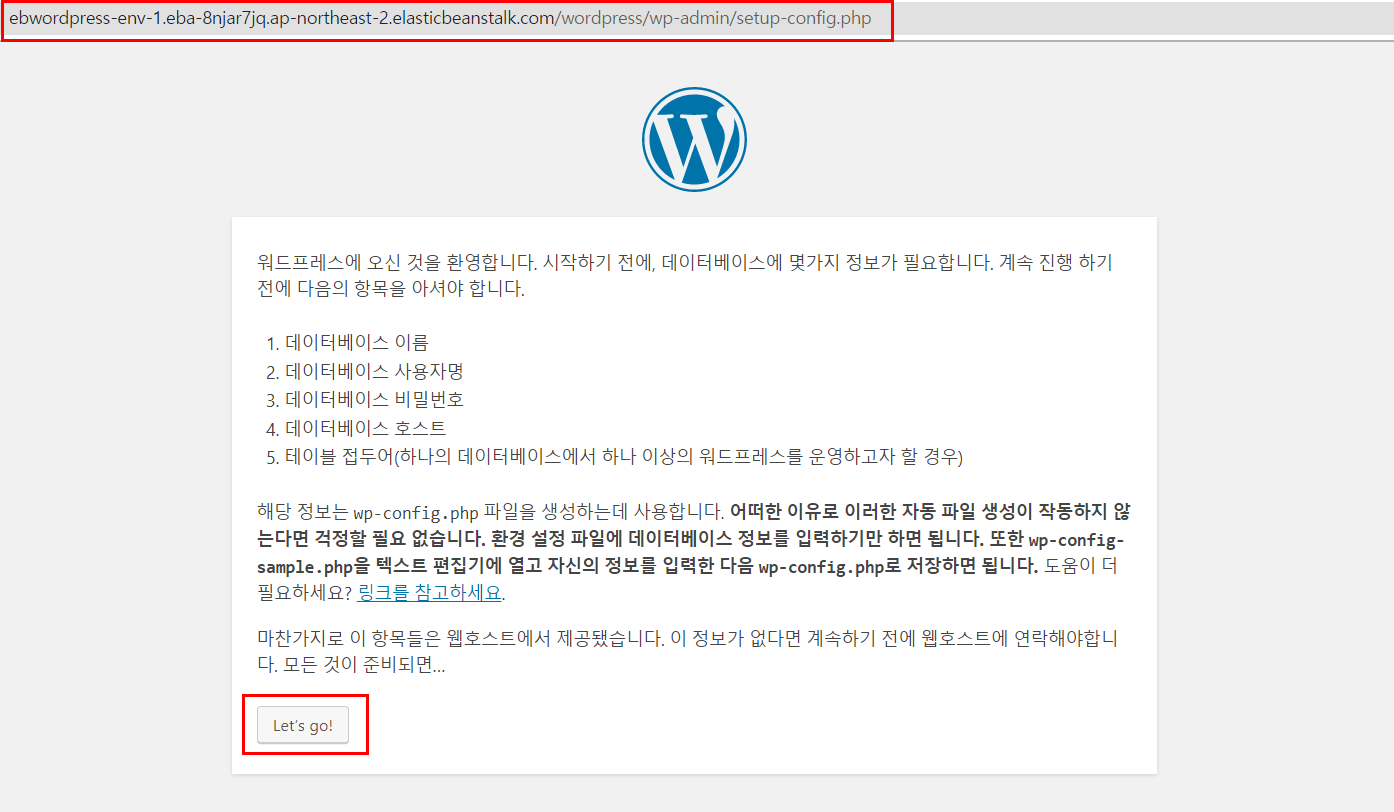 ebwordpress-env-1.eba-8njar7jq.ap-northeast-2.elasticbeanstalk.com/wordpress/wp-admin/setup-config.php
워드프레스에 오신 것을 환영합니다. 시작하기 전에, 데이터베이스에 몇가지 정보가 필요합니다. 계속 진행 하기
전에 다음의 항목을 아셔야 합니다.
1. 데이터베이스 이름
2. 데이터베이스 사용자명
3. 데이터베이스 비밀번호
4. 데이터베이스 호스트
5. 테이블 접두어(하나의 데이터베이스에서 하나 이상의 워드프레스를 운영하고자 할 경우)
해당 정보는 wp-config.php 파일을 생성하는데 사용합니다. 어떠한 이유로 이러한 자동 파일 생성이 작동하지 않
는다면 걱정할 필요 없습니다. 환경 설정 파일에 데이터베이스 정보를 입력하기만 하면 됩니다. 또한 wp-config-
sample.php을 텍스트 편집기에 열고 자신의 정보를 입력한 다음 wp-config.php로 저장하면 됩니다. 도움이 더
필요하세요? 링크를 참고하세요.
마찬가지로 이 항목들은 웹호스트에서 제공됐습니다. 이 정보가 없다면 계속하기 전에 웹호스트에 연락해야합니
다. 모든 것이 준비되면...
Let's go!